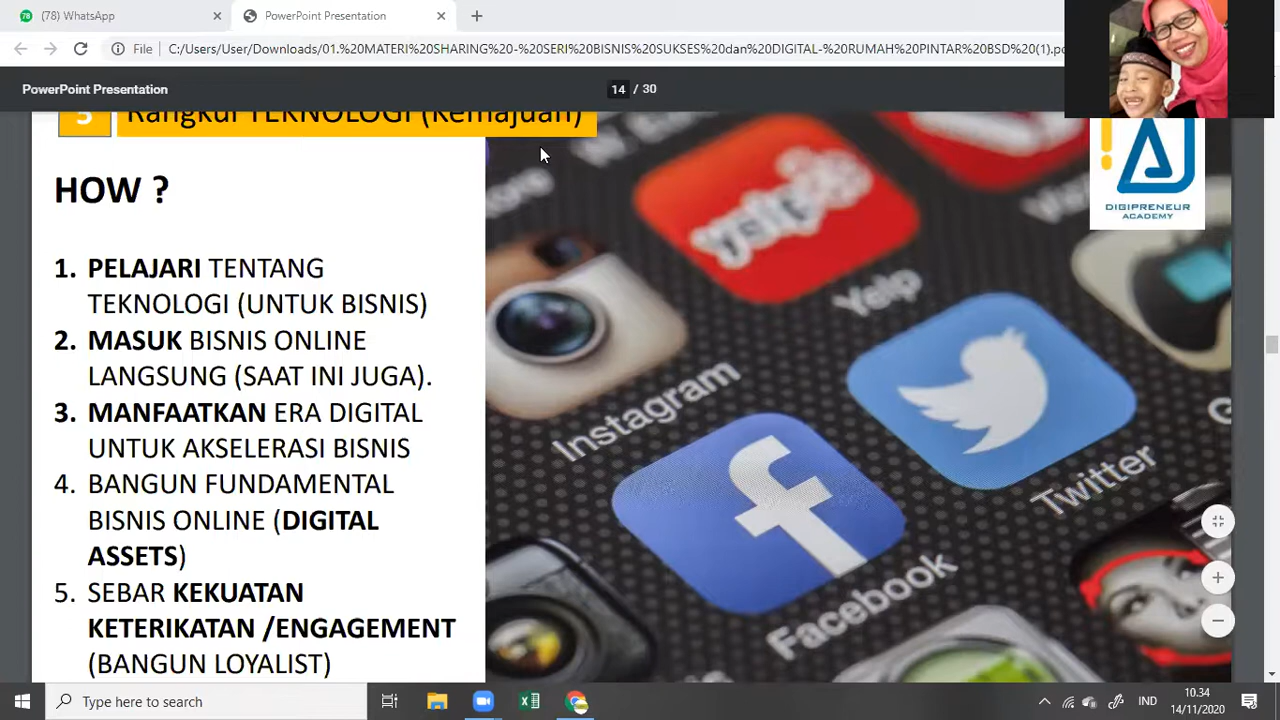 (78) WhatsApp
PowerPoint Presentation
File
C:/Users/User/Downloads/01.%20MATERI%20SHARING%20-%20SERI%20BISNIS%20SUKSES%20dan%20DIGITAL-%20RUMAH%20PINTAR%20BSD%20(1).p
PowerPoint Presentation
14 / 30
5 Rangkul TEKNOLOGI (Kemajuan)
HOW ?
1. PELAJARI TENTANG
TEKNOLOGI (UNTUK BISNIS)
2. MASUK BISNIS ONLINE
LANGSUNG (SAAT INI JUGA).
3. MANFAATKAN ERA DIGITAL
UNTUK AKSELERASI BISNIS
4. BANGUN FUNDAMENTAL
BISNIS ONLINE (DIGITAL
ASSETS)
5. SEBAR KEKUATAN
KETERIKATAN /ENGAGEMENT
(BANGUN LOYALIST)
yelp
Yelp
Instagram
Twitter
Facebook
DIGIPRENEUR
ACADEMY
Type here to search
IND
10.34
14/11/2020